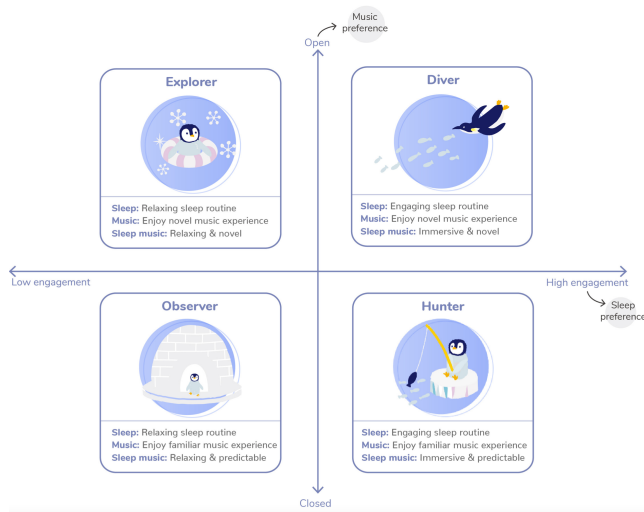 Music
preference
Open
Explorer
Sleep: Relaxing sleep routine
Music: Enjoy novel music experience
Sleep music: Relaxing & novel
Diver
Sleep: Engaging sleep routine
Music: Enjoy novel music experience
Sleep music: Immersive & novel
Low engagement
High engagement
Sleep
preference
Observer
Sleep: Relaxing sleep routine
Music: Enjoy familiar music experience
Sleep music: Relaxing & predictable
Hunter
Sleep: Engaging sleep routine
Music: Enjoy familiar music experience
Sleep music: Immersive & predictable
Closed